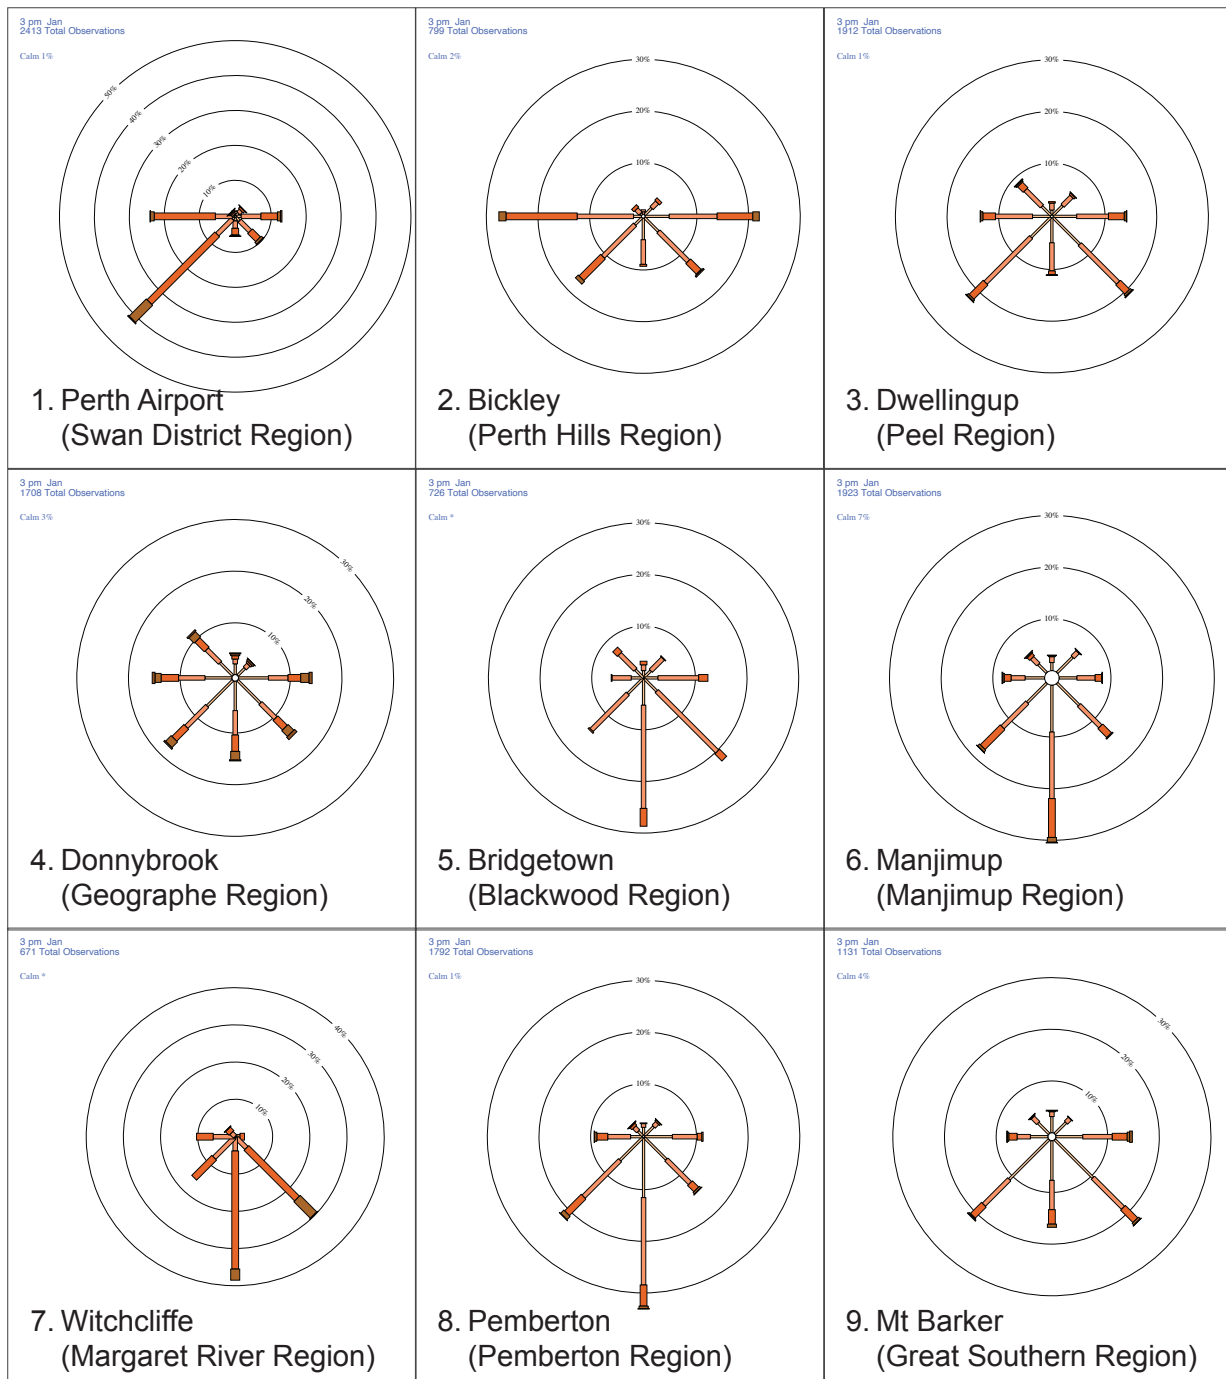 3 pm Jan
2413 Total Observations
Calm 1%
50%
40%
30%
20%
10%
1. Perth Airport
(Swan District Region)
3 pm Jan
799 Total Observations
Calm 2%
30%
20%
10%
2. Bickley
(Perth Hills Region)
3 pm Jan
1912 Total Observations
Calm 1%
30%
20%
10%
3. Dwellingup
(Peel Region)
3 pm Jan
1708 Total Observations
Calm 3%
30%
20%
10%
4. Donnybrook
(Geographe Region)
3 pm Jan
726 Total Observations
Calm *
30%
20%
10%
5. Bridgetown
(Blackwood Region)
3 pm Jan
1923 Total Observations
Calm 7%
30%
20%
10%
6. Manjimup
(Manjimup Region)
3 pm Jan
671 Total Observations
Calm *
40%
30%
20%
10%
7. Witchcliffe
(Margaret River Region)
3 pm Jan
1792 Total Observations
Calm 1%
30%
20%
10%
8. Pemberton
(Pemberton Region)
3 pm Jan
1131 Total Observations
Calm 4%
30%
20%
10%
9. Mt Barker
(Great Southern Region)